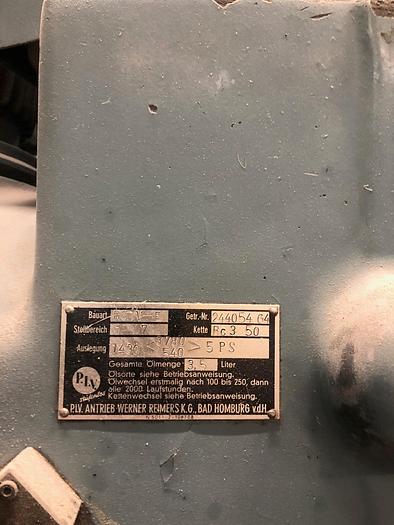 Bauart Getr.-Nr. 244054 G4
Stellbereich 7 Kette Rc 3 50
Auslegung 540 > 5 PS
Gesamte Ölmenge 3,5 Liter
Ölsorte siehe Betriebsanweisung.
Ölwechsel erstmalig nach 100 bis 250, dann
alle 2000 Laufstunden.
Kettenwechsel siehe Betriebsanweisung.
P.I.V.
P.I.V. ANTRIEB WERNER REIMERS K.G., BAD HOMBURG v.d.H.